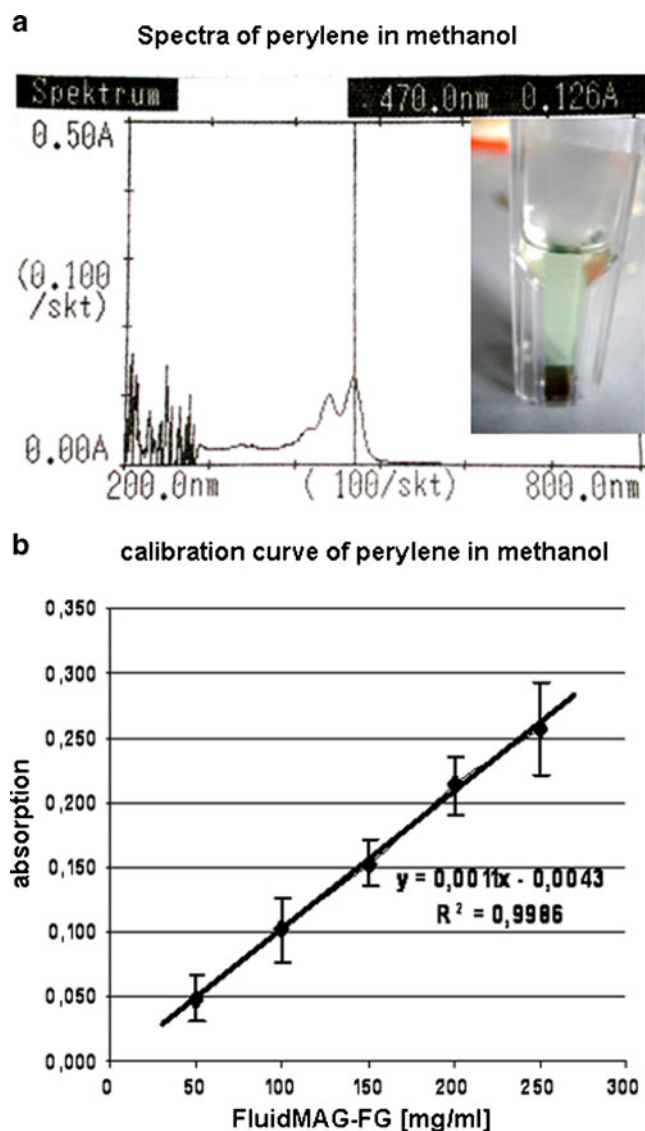 a
Spectra of perylene in methanol
Spektrum
470.0nm 0.126A
0.50A
(0.100
/skt)
0.00A
200.0nm
( 100/skt)
800.0nm
b
calibration curve of perylene in methanol
0,350
0,300
0,250
0,200
0,150
0,100
0,050
0,000
absorption
y = 0,0011x - 0,0043
R² = 0,9986
0 50 100 150 200 250 300
FluidMAG-FG [mg/ml]